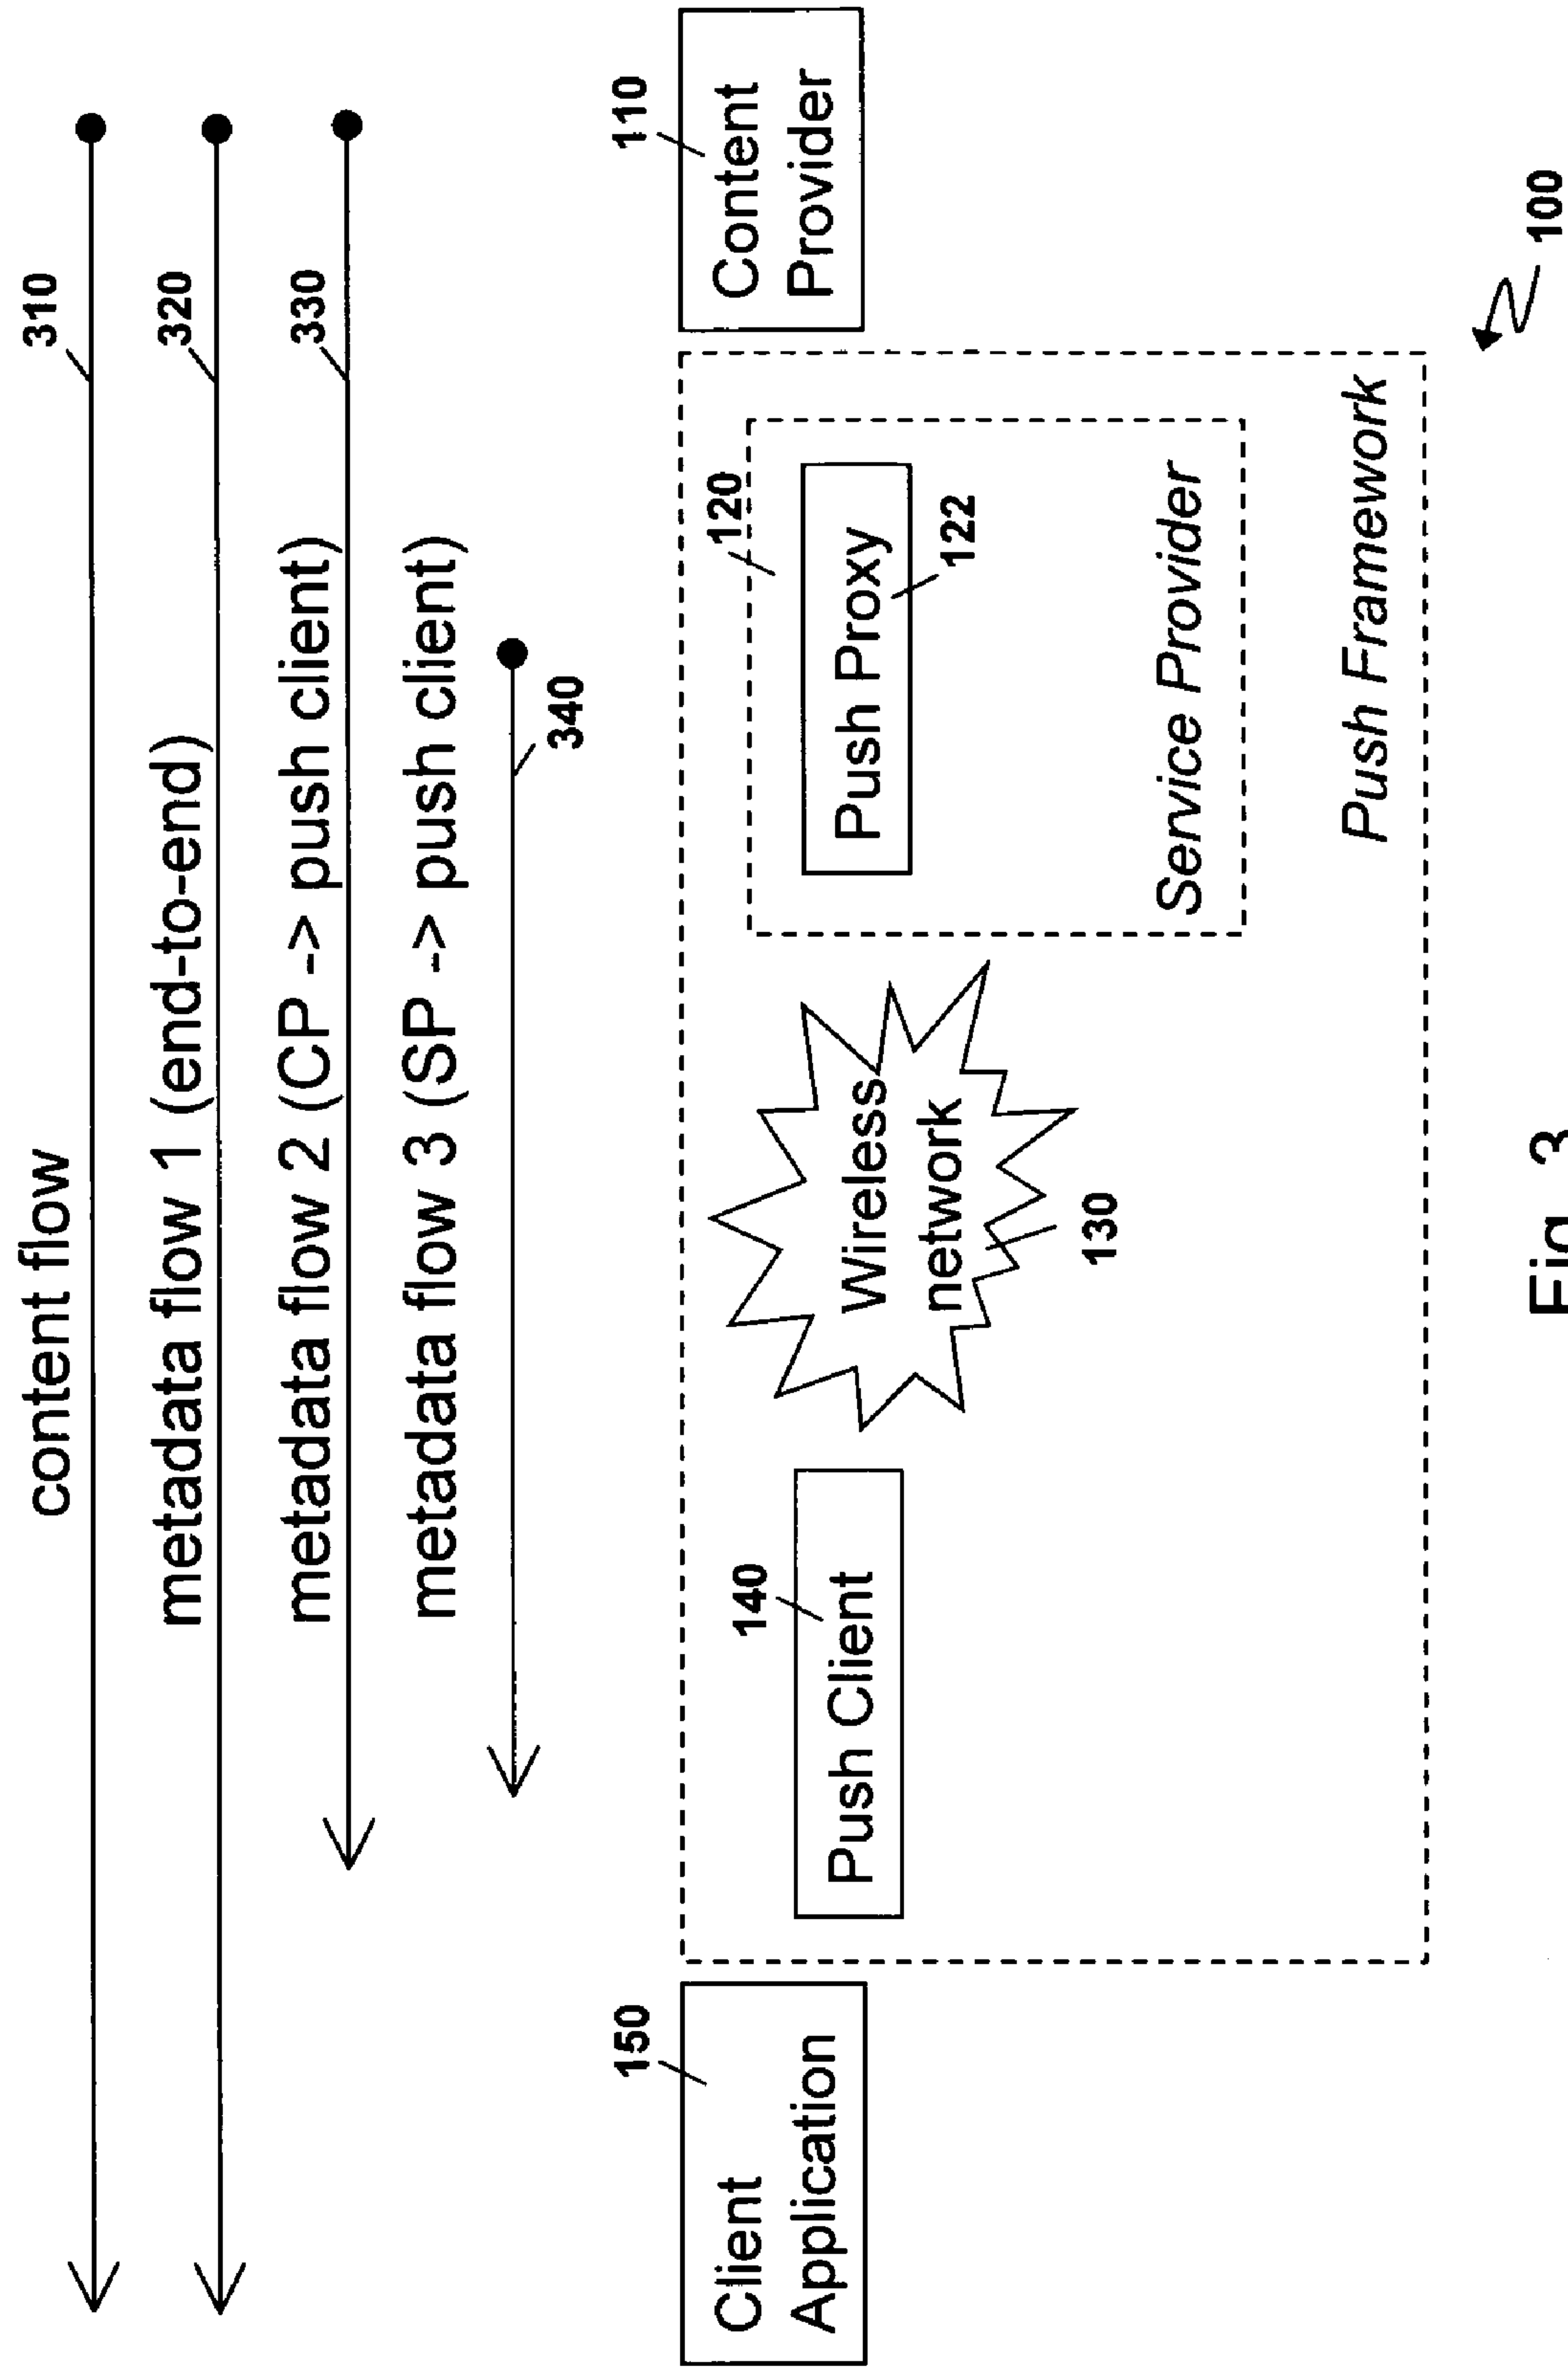 content flow
310
metadata flow 1 (end-to-end)
320
metadata flow 2 (CP -> push client)
330
metadata flow 3 (SP -> push client)
340
150
Client
Application
140
Push Client
Wireless
network
130
120
Push Proxy
122
Service Provider
Push Framework
110
Content
Provider
100
Fig. 3